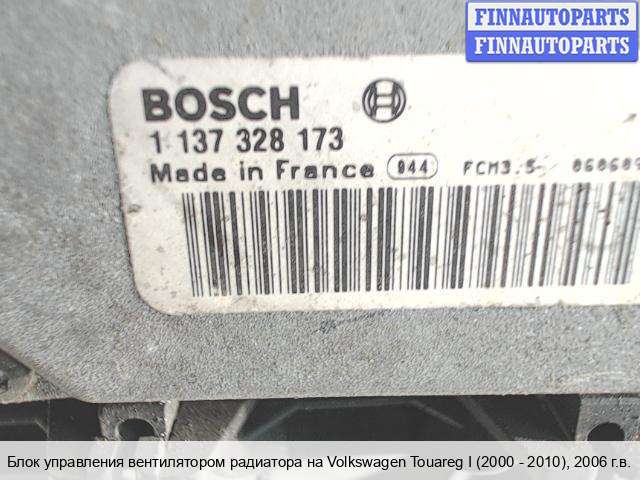 FINNAUTOPARTS
FINNAUTOPARTS
BOSCH
1 137 328 173
Made in France 044 FCM3.5
Блок управления вентилятором радиатора на Volkswagen Touareg I (2000 - 2010), 2006 г.в.